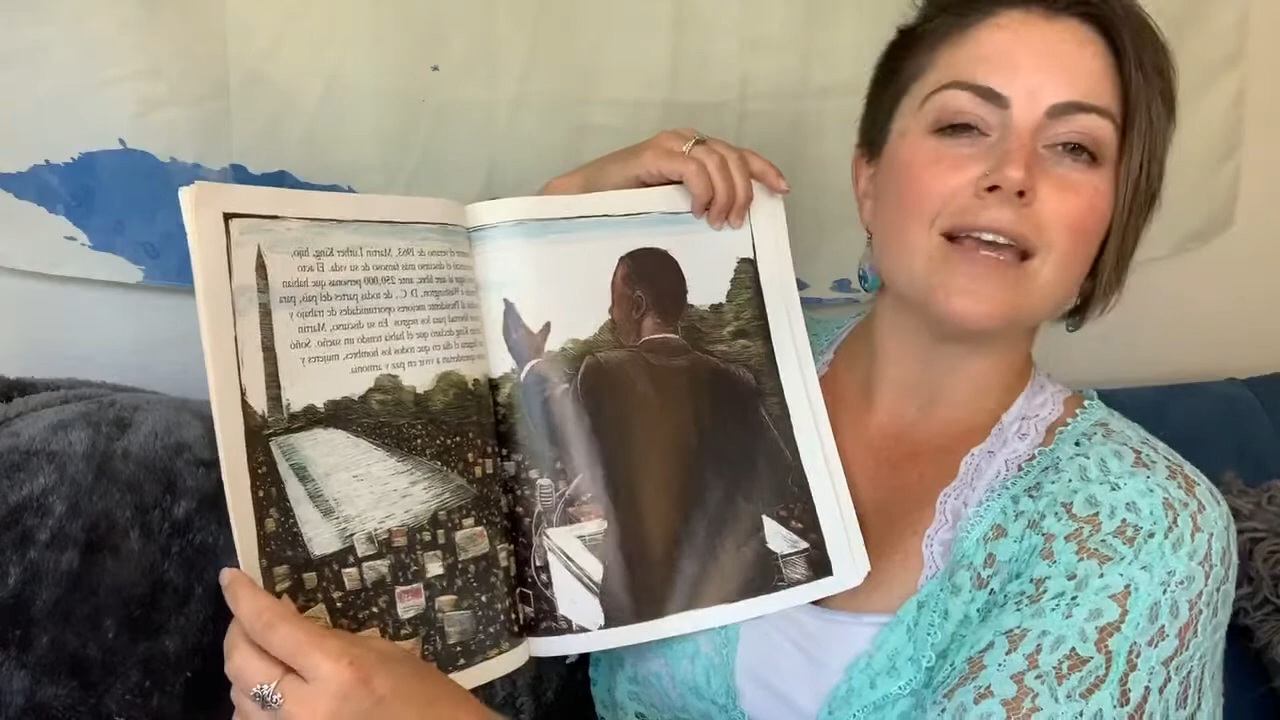 el verano de 1963, Martin Luther King, hijo,
el discurso más famoso de su vida. El acto
lugar al aire libre, ante 250,000 personas que habían
a Washington, D. C., de todas partes del país, para
al Presidente mejores oportunidades de trabajo y
libertad para los negros. En su discurso, Martin
King declaró que él había tenido un sueño. Soñó
el día en que todos los hombres, mujeres y
aprenderían a vivir en paz y armonía.